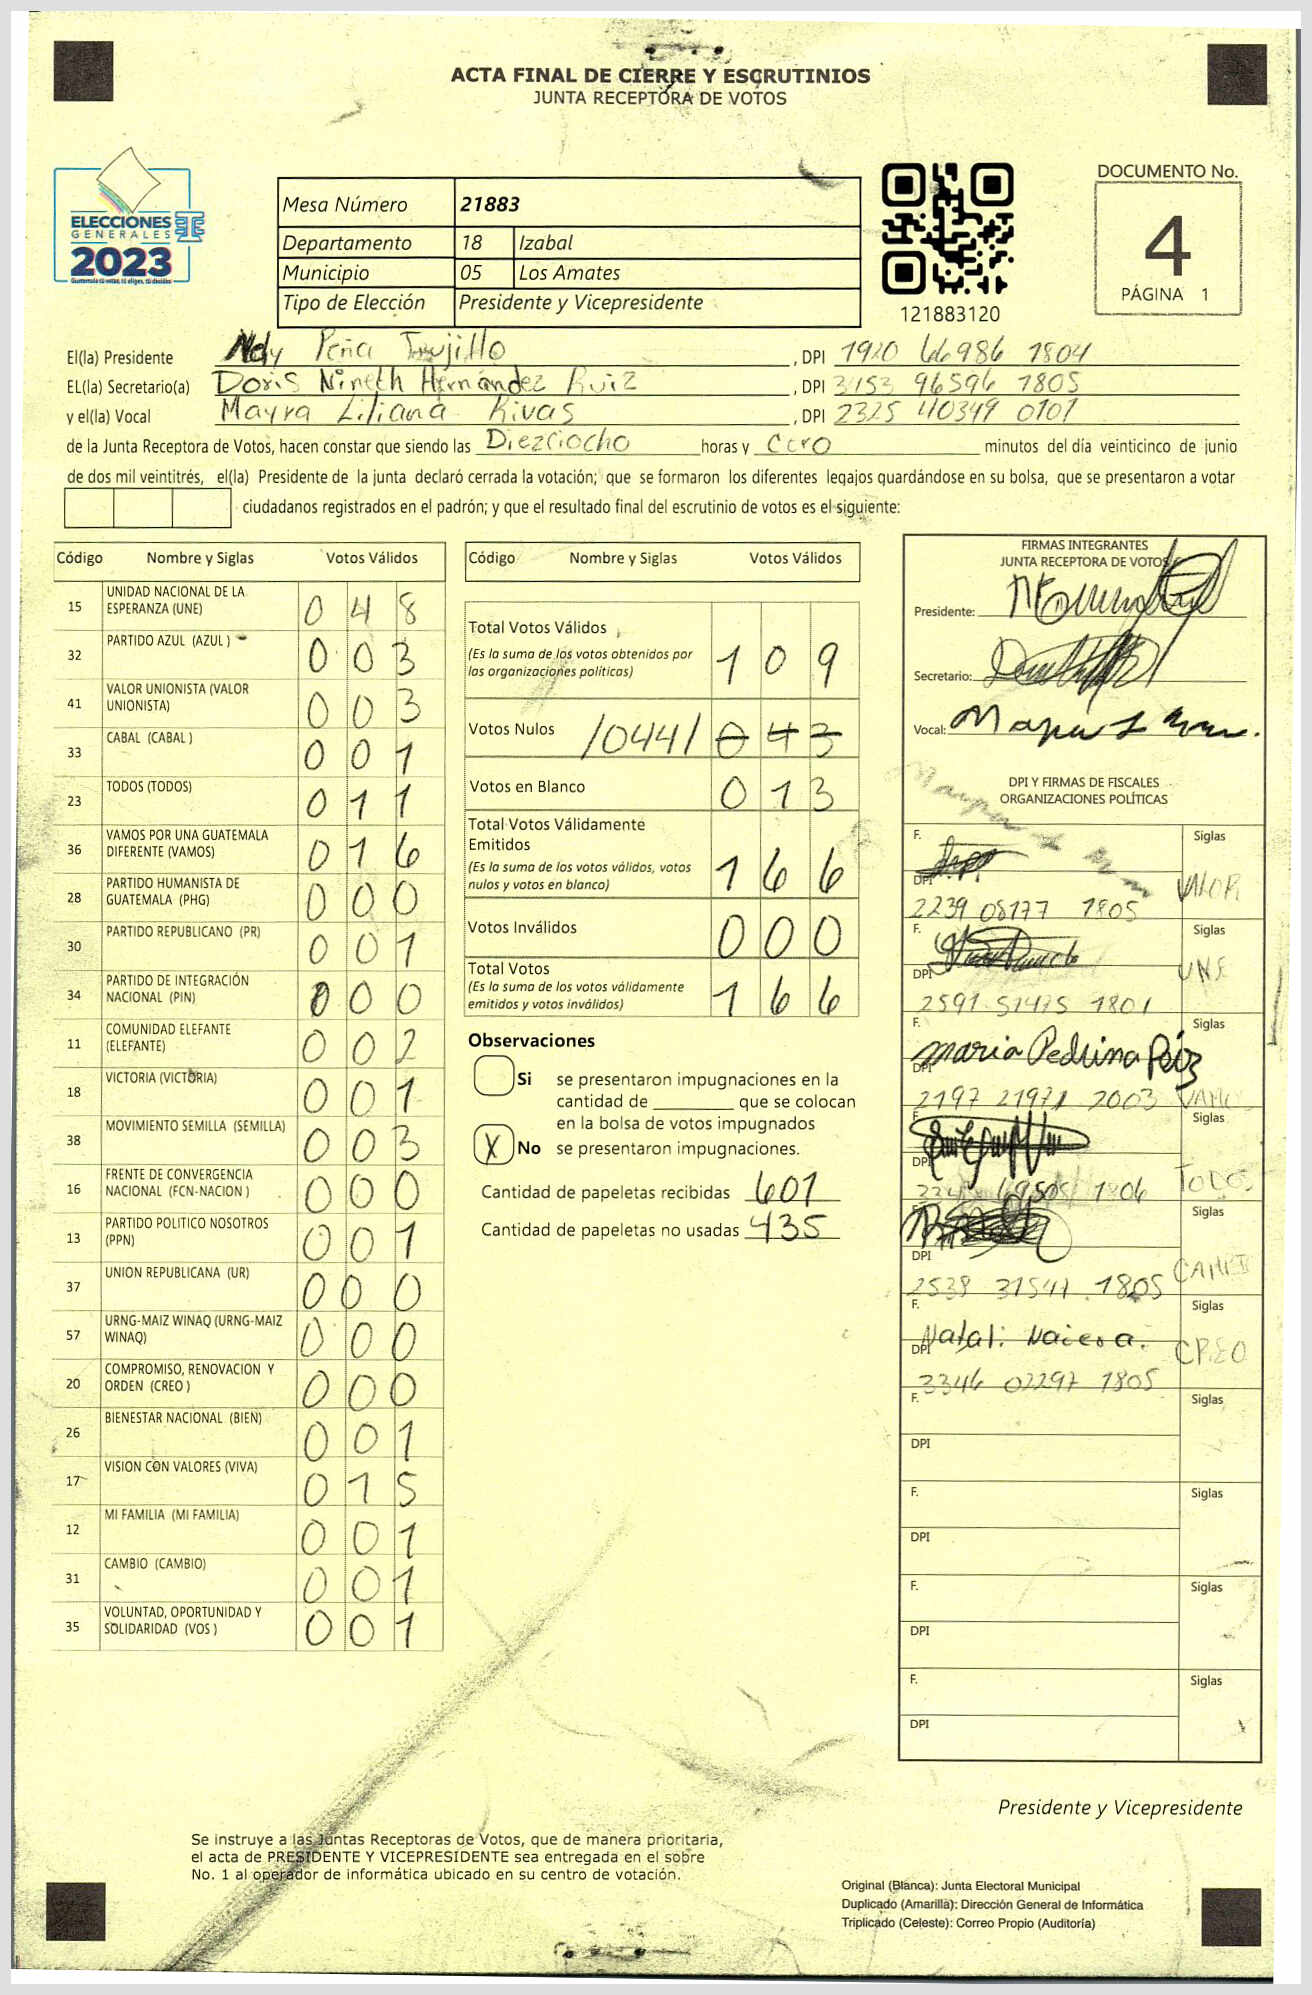 ACTA FINAL DE CIERRE Y ESCRUTINIOS
JUNTA RECEPTORA DE VOTOS
ELECCIONES
GENERALES
2023
Guatemala tú votas, tú eliges, tú decides
Mesa Número 21883
Departamento 18 Izabal
Municipio 05 Los Amates
Tipo de Elección Presidente y Vicepresidente
121883120
DOCUMENTO No.
4
PÁGINA 1
El(la) Presidente Ndy Peña Trujillo , DPI 1920 66986 1804
EL(la) Secretario(a) Doris Nineth Hernández Ruiz , DPI 3153 96596 1805
y el(la) Vocal Mayra Liliana Rivas , DPI 2325 40349 0101
de la Junta Receptora de Votos, hacen constar que siendo las Diezciocho horas y cero minutos del día veinticinco de junio
de dos mil veintitrés, el(la) Presidente de la junta declaró cerrada la votación; que se formaron los diferentes legajos quardándose en su bolsa, que se presentaron a votar
ciudadanos registrados en el padrón; y que el resultado final del escrutinio de votos es el siguiente:
Código Nombre y Siglas Votos Válidos
15 UNIDAD NACIONAL DE LA ESPERANZA (UNE) 0 4 8
32 PARTIDO AZUL (AZUL ) 0 0 3
41 VALOR UNIONISTA (VALOR UNIONISTA) 0 0 3
33 CABAL (CABAL ) 0 0 1
23 TODOS (TODOS) 0 1 1
36 VAMOS POR UNA GUATEMALA DIFERENTE (VAMOS) 0 1 6
28 PARTIDO HUMANISTA DE GUATEMALA (PHG) 0 0 0
30 PARTIDO REPUBLICANO (PR) 0 0 1
34 PARTIDO DE INTEGRACIÓN NACIONAL (PIN) 0 0 0
11 COMUNIDAD ELEFANTE (ELEFANTE) 0 0 2
18 VICTORIA (VICTORIA) 0 0 1
38 MOVIMIENTO SEMILLA (SEMILLA) 0 0 3
16 FRENTE DE CONVERGENCIA NACIONAL (FCN-NACION ) 0 0 0
13 PARTIDO POLITICO NOSOTROS (PPN) 0 0 1
37 UNION REPUBLICANA (UR) 0 0 0
57 URNG-MAIZ WINAQ (URNG-MAIZ WINAQ) 0 0 0
20 COMPROMISO, RENOVACION Y ORDEN (CREO ) 0 0 0
26 BIENESTAR NACIONAL (BIEN) 0 0 1
17 VISION CON VALORES (VIVA) 0 1 5
12 MI FAMILIA (MI FAMILIA) 0 0 1
31 CAMBIO (CAMBIO) 0 0 1
35 VOLUNTAD, OPORTUNIDAD Y SOLIDARIDAD (VOS ) 0 0 1
Código Nombre y Siglas Votos Válidos
Total Votos Válidos
(Es la suma de los votos obtenidos por
las organizaciones políticas) 1 0 9
Votos Nulos /044/ 0 4 3
Votos en Blanco 0 1 3
Total Votos Válidamente
Emitidos
(Es la suma de los votos válidos, votos
nulos y votos en blanco) 1 6 6
Votos Inválidos 0 0 0
Total Votos
(Es la suma de los votos válidamente
emitidos y votos inválidos) 1 6 6
Observaciones
Si se presentaron impugnaciones en la
cantidad de ________ que se colocan
en la bolsa de votos impugnados
X No se presentaron impugnaciones.
Cantidad de papeletas recibidas 601
Cantidad de papeletas no usadas 435
FIRMAS INTEGRANTES
JUNTA RECEPTORA DE VOTOS
Presidente:
Secretario:
Vocal:
DPI Y FIRMAS DE FISCALES
ORGANIZACIONES POLÍTICAS
F. Siglas
DPI VALOR
2239 08177 1805
F. Siglas
DPI UNE
2591 51475 1801
F. Siglas
Maria Pedrina Páiz
DPI
2197 21971 2003 VAMOS
F. Siglas
DPI TODOS
69505 1806
Siglas
DPI CAMBIO
2539 31541 1805
F. Siglas
Natali Najera.
DPI CREO
3346 02297 1805
F. Siglas
DPI
F. Siglas
DPI
F. Siglas
DPI
F. Siglas
DPI
Presidente y Vicepresidente
Se instruye a las Juntas Receptoras de Votos, que de manera prioritaria,
el acta de PRESIDENTE Y VICEPRESIDENTE sea entregada en el sobre
No. 1 al operador de informática ubicado en su centro de votación.
Original (Blanca): Junta Electoral Municipal
Duplicado (Amarilla): Dirección General de Informática
Triplicado (Celeste): Correo Propio (Auditoría)